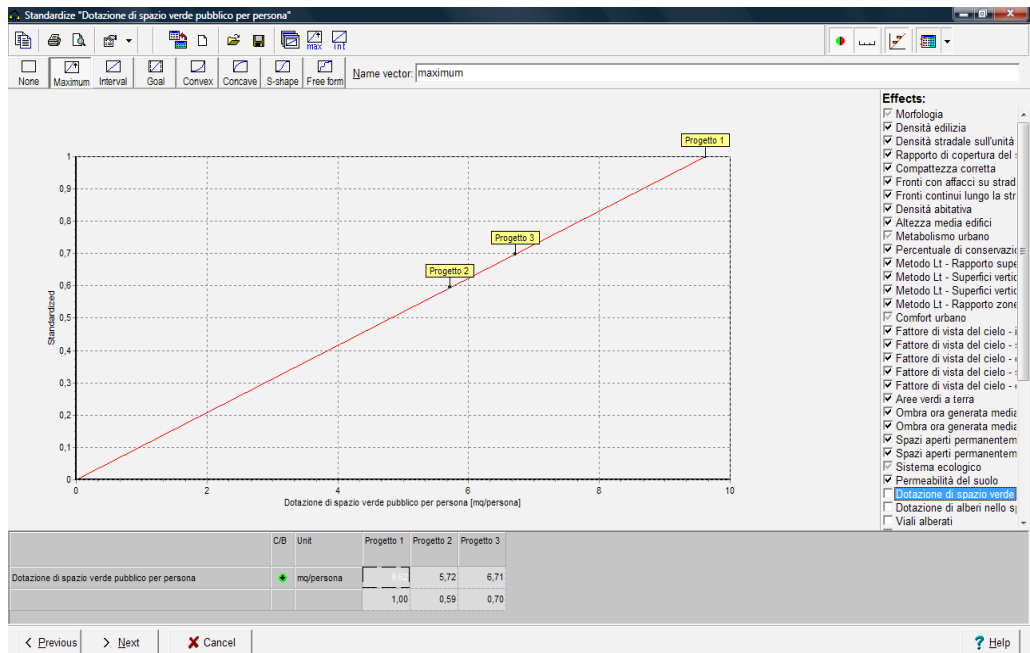 Standardize "Dotazione di spazio verde pubblico per persona"
max int
None Maximum Interval Goal Convex Concave S-shape Free form Name vector: maximum
Effects:
Morfologia
Densità edilizia
Densità stradale sull'unità
Rapporto di copertura del
Compattezza corretta
Fronti con affacci su strad
Fronti continui lungo la str
Densità abitativa
Altezza media edifici
Metabolismo urbano
Percentuale di conservazio
Metodo Lt - Rapporto supe
Metodo Lt - Superfici vertic
Metodo Lt - Superfici vertic
Metodo Lt - Rapporto zone
Comfort urbano
Fattore di vista del cielo - i
Fattore di vista del cielo - s
Fattore di vista del cielo -
Fattore di vista del cielo - s
Fattore di vista del cielo -
Aree verdi a terra
Ombra ora generata media
Ombra ora generata media
Spazi aperti permanentem
Spazi aperti permanentem
Sistema ecologico
Permeabilità del suolo
Dotazione di spazio verde
Dotazione di alberi nello sp
Viali alberati
Progetto 1
Progetto 3
Progetto 2
Standardized
1
0,9
0,8
0,7
0,6
0,5
0,4
0,3
0,2
0,1
0
0 2 4 6 8 10
Dotazione di spazio verde pubblico per persona [mq/persona]
C/B Unit Progetto 1 Progetto 2 Progetto 3
Dotazione di spazio verde pubblico per persona mq/persona 9,62 5,72 6,71
1,00 0,59 0,70
< Previous > Next Cancel ? Help